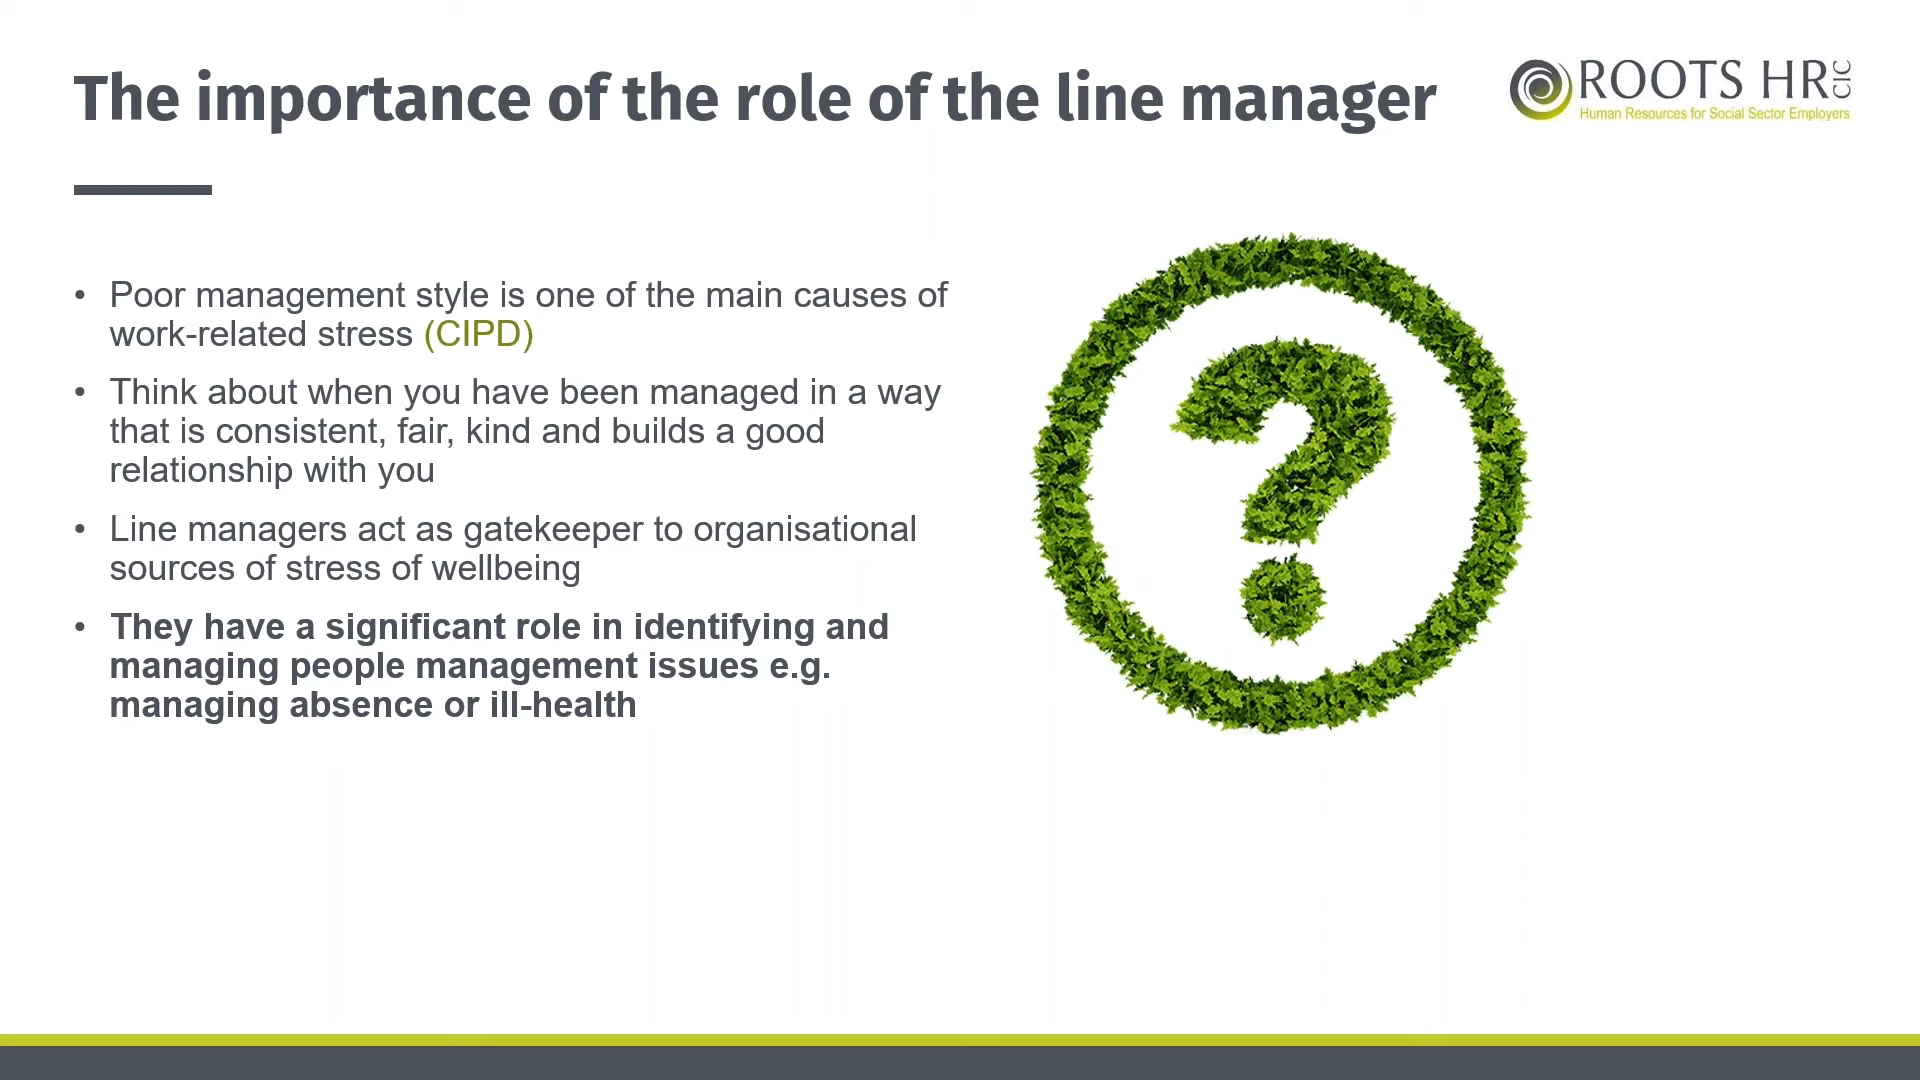 The importance of the role of the line manager
ROOTS HR CIC
Human Resources for Social Sector Employers
• Poor management style is one of the main causes of
work-related stress (CIPD)
• Think about when you have been managed in a way
that is consistent, fair, kind and builds a good
relationship with you
• Line managers act as gatekeeper to organisational
sources of stress of wellbeing
• They have a significant role in identifying and
managing people management issues e.g.
managing absence or ill-health
?